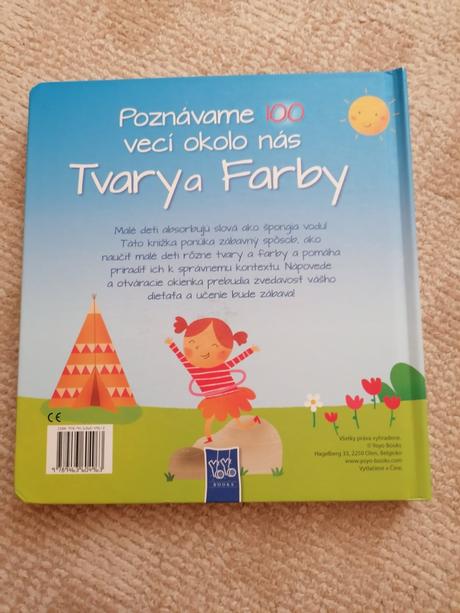 Poznávame 100
vecí okolo nás
Tvary a Farby
Malé deti absorbujú slová ako špongia vodu!
Táto knižka ponúka zábavný spôsob, ako
naučiť malé deti rôzne tvary a farby a pomáha
priradiť ich k správnemu kontextu. Nápovede
a otváracie okienka prebudia zvedavosť vášho
dieťaťa a učenie bude zábava!
CE
YOYO
BOOKS
Všetky práva vyhradené.
© Yoyo Books
Hagelberg 33, 2250 Olen, Belgicko
www.yoyo-books.com
Vytlačené v Číne.